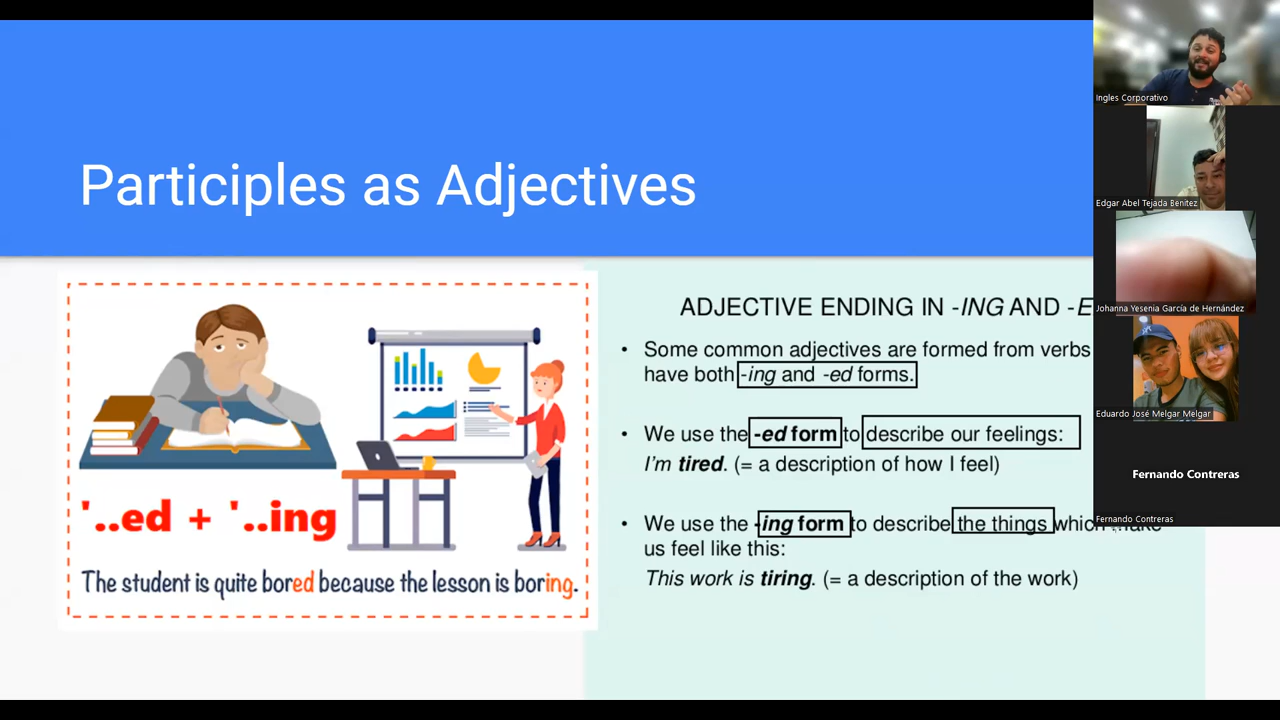 Participles as Adjectives
'..ed + '..ing
The student is quite bored because the lesson is boring.
ADJECTIVE ENDING IN -ING AND -E
• Some common adjectives are formed from verbs
have both -ing and -ed forms.
• We use the -ed form to describe our feelings:
I'm tired. (= a description of how I feel)
• We use the -ing form to describe the things which
us feel like this:
This work is tiring. (= a description of the work)
Ingles Corporativo
Edgar Abel Tejada Benitez
Johanna Yesenia García de Hernández
Eduardo José Melgar Melgar
Fernando Contreras
Fernando Contreras